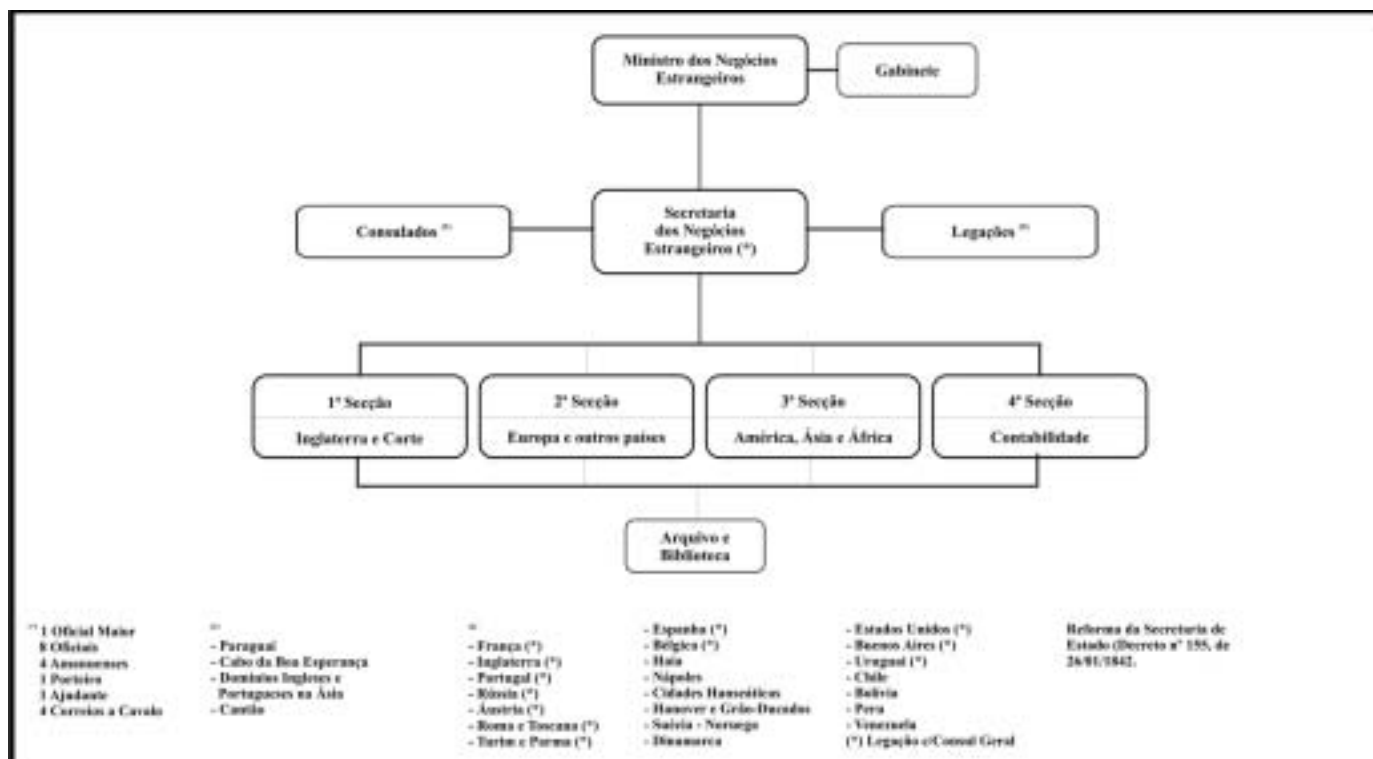 Ministro dos Negócios
Estrangeiros
Gabinete
Secretaria
dos Negócios
Estrangeiros (*)
Consulados
Legações
1ª Secção
Inglaterra e Corte
2ª Secção
Europa e outros países
3ª Secção
América, Ásia e África
4ª Secção
Contabilidade
Arquivo e
Biblioteca
1 Oficial Maior
8 Oficiais
4 Amanuenses
1 Porteiro
1 Ajudante
4 Correios a Cavalo
- Paraguai
- Cabo da Boa Esperança
- Domínios Ingleses e
Portugueses na Ásia
- Cantão
- França (*)
- Inglaterra (*)
- Portugal (*)
- Rússia (*)
- Áustria (*)
- Roma e Toscana (*)
- Turim e Parma (*)
- Espanha (*)
- Bélgica (*)
- Haia
- Nápoles
- Cidades Hanseáticas
- Hanover e Grão-Ducados
- Suécia - Noruega
- Dinamarca
- Estados Unidos (*)
- Buenos Aires (*)
- Uruguai (*)
- Chile
- Bolívia
- Peru
- Venezuela
(*) Legação c/Consul Geral
Reforma da Secretaria de
Estado (Decreto nº 155, de
26/01/1842.